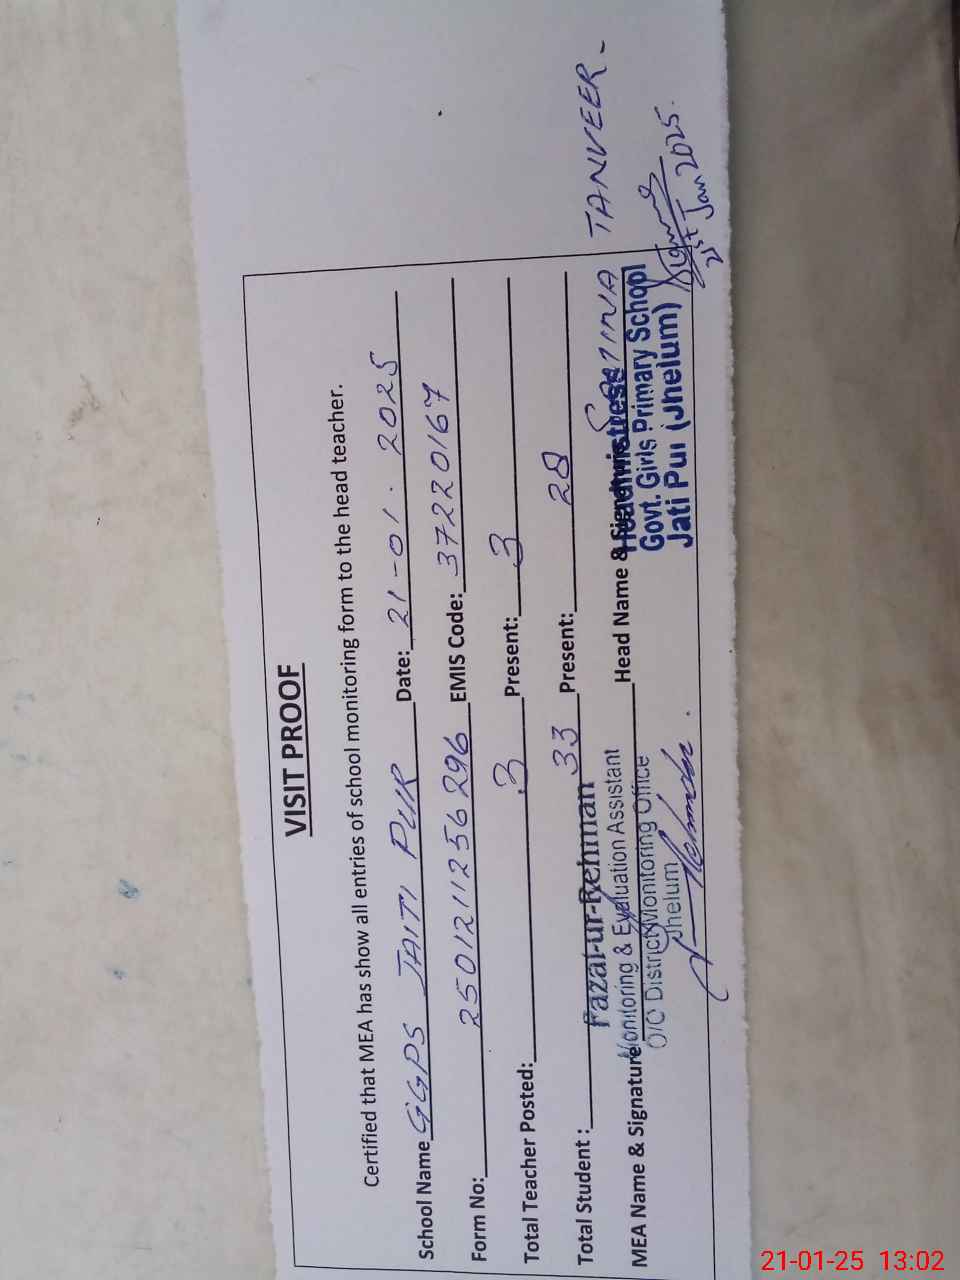 VISIT PROOF
Certified that MEA has show all entries of school monitoring form to the head teacher.
School Name GGPS JAITI PUR Date: 21-01. 2025
Form No: 2501211256296 EMIS Code: 37220167
Total Teacher Posted: 3 Present: 3
Total Student : 33 Present: 28
MEA Name & Signature Head Name & Signature TANVEER
Fazal-ur-Rehman
Monitoring & Evaluation Assistant
O/O District Monitoring Office
Jhelum
Headmistress
Govt. Girls Primary School
Jati Pur (Jhelum)
21st Jan 2025.
21-01-25 13:02